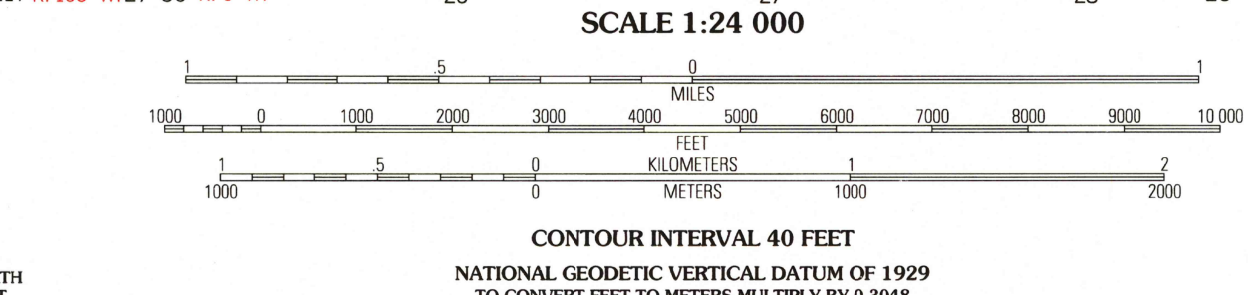 SCALE 1:24 000
1 .5 0 1
MILES
1000 0 1000 2000 3000 4000 5000 6000 7000 8000 9000 10 000
FEET
1 .5 0 KILOMETERS 1 2
1000 0 METERS 1000 2000
CONTOUR INTERVAL 40 FEET
NATIONAL GEODETIC VERTICAL DATUM OF 1929
TO CONVERT FEET TO METERS MULTIPLY BY 0.3048
TH